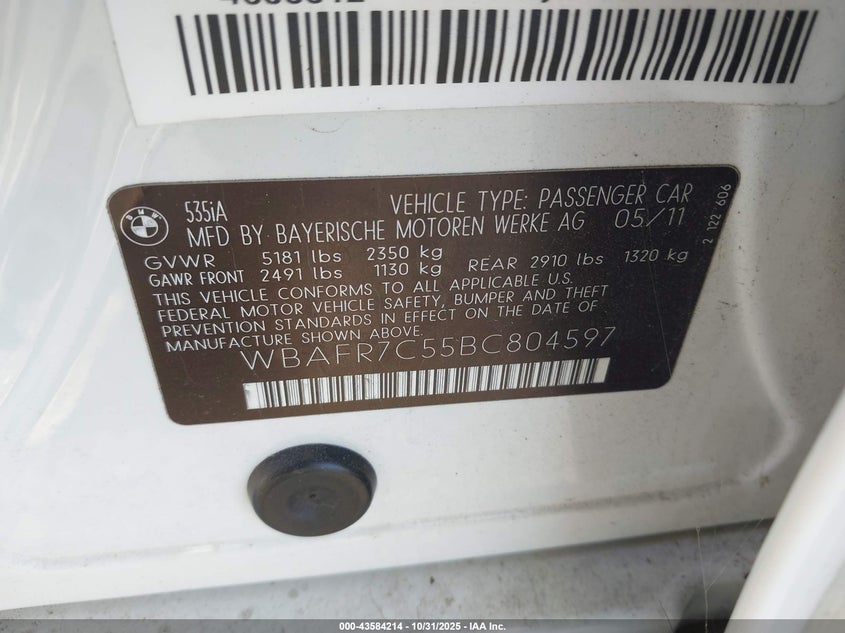 BMW
535iA
VEHICLE TYPE: PASSENGER CAR
MFD BY BAYERISCHE MOTOREN WERKE AG 05/11
GVWR 5181 lbs 2350 kg
GAWR FRONT 2491 lbs 1130 kg REAR 2910 lbs 1320 kg
THIS VEHICLE CONFORMS TO ALL APPLICABLE U.S.
FEDERAL MOTOR VEHICLE SAFETY, BUMPER AND THEFT
PREVENTION STANDARDS IN EFFECT ON THE DATE OF
MANUFACTURE SHOWN ABOVE.
WBAFR7C55BC804597
2 122 606
000-43584214 - 10/31/2025 - IAA Inc.